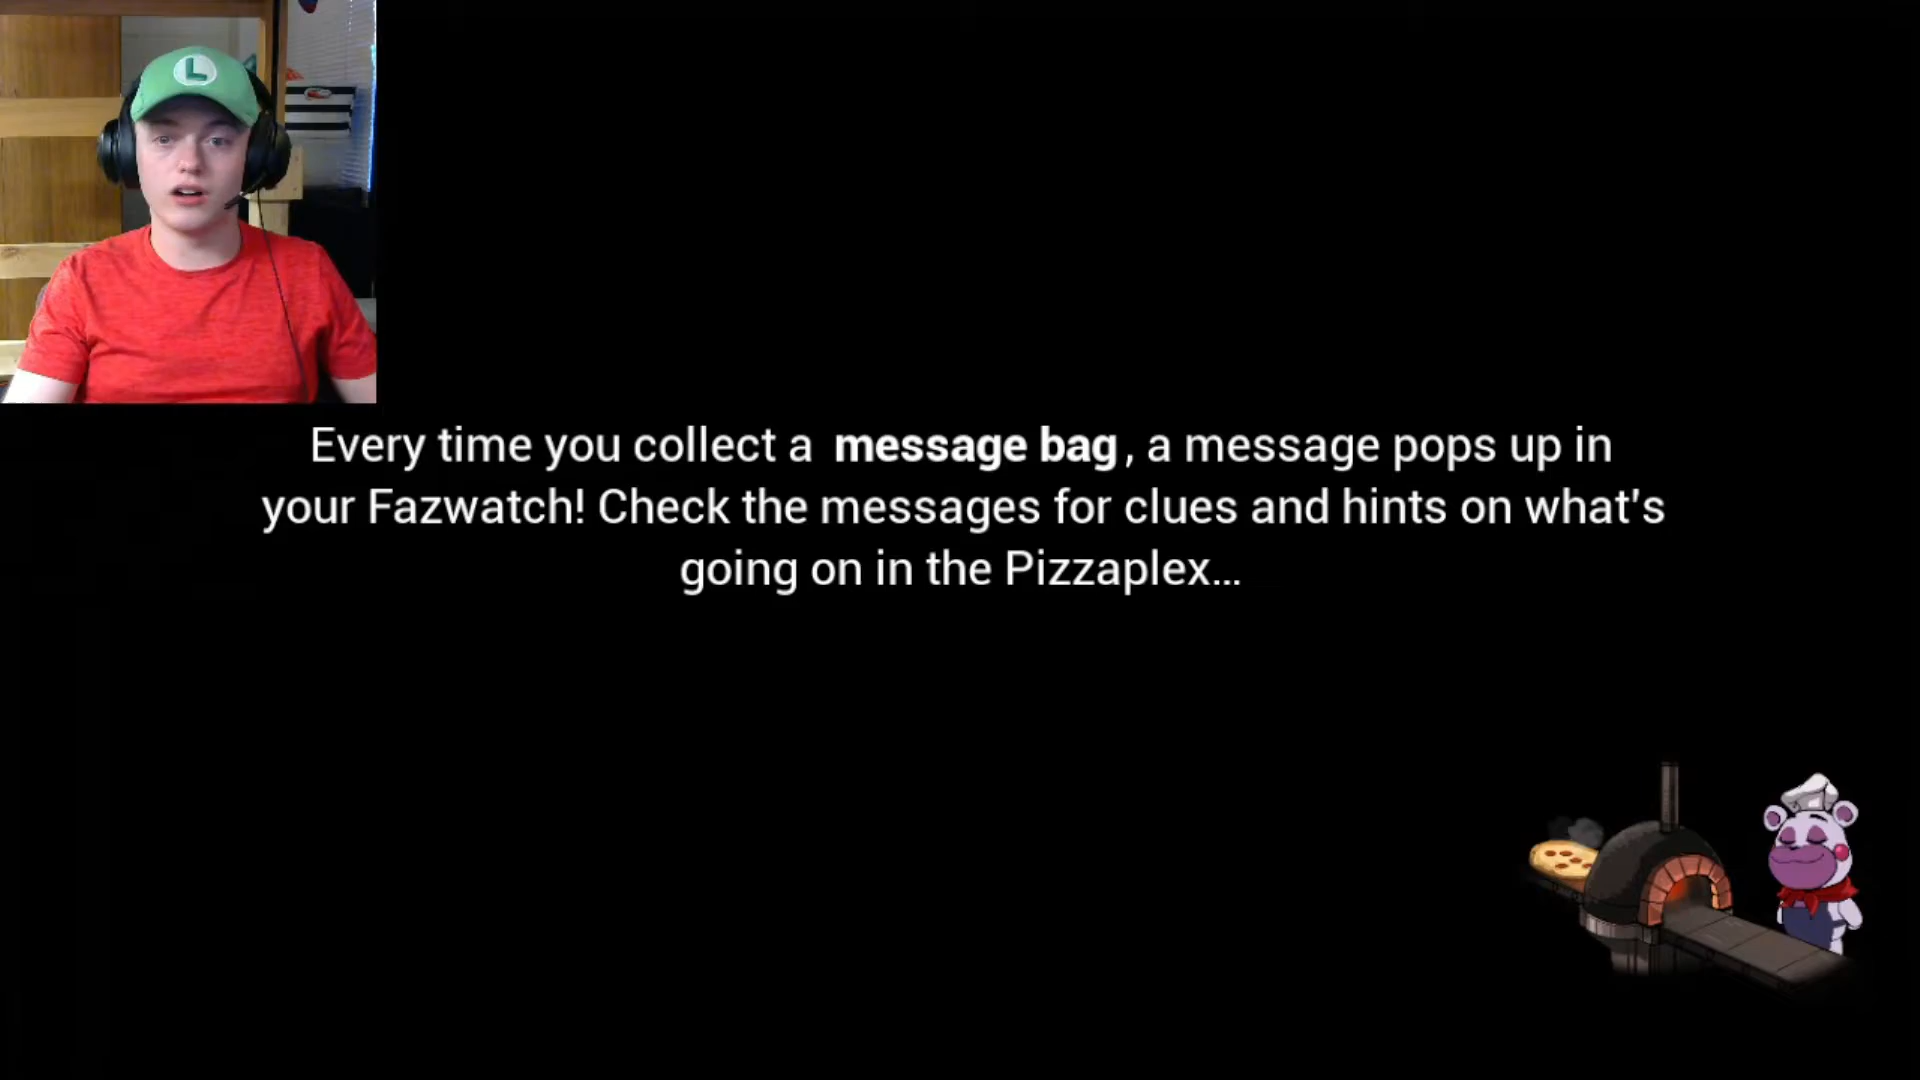 L
Every time you collect a message bag, a message pops up in
your Fazwatch! Check the messages for clues and hints on what's
going on in the Pizzaplex...